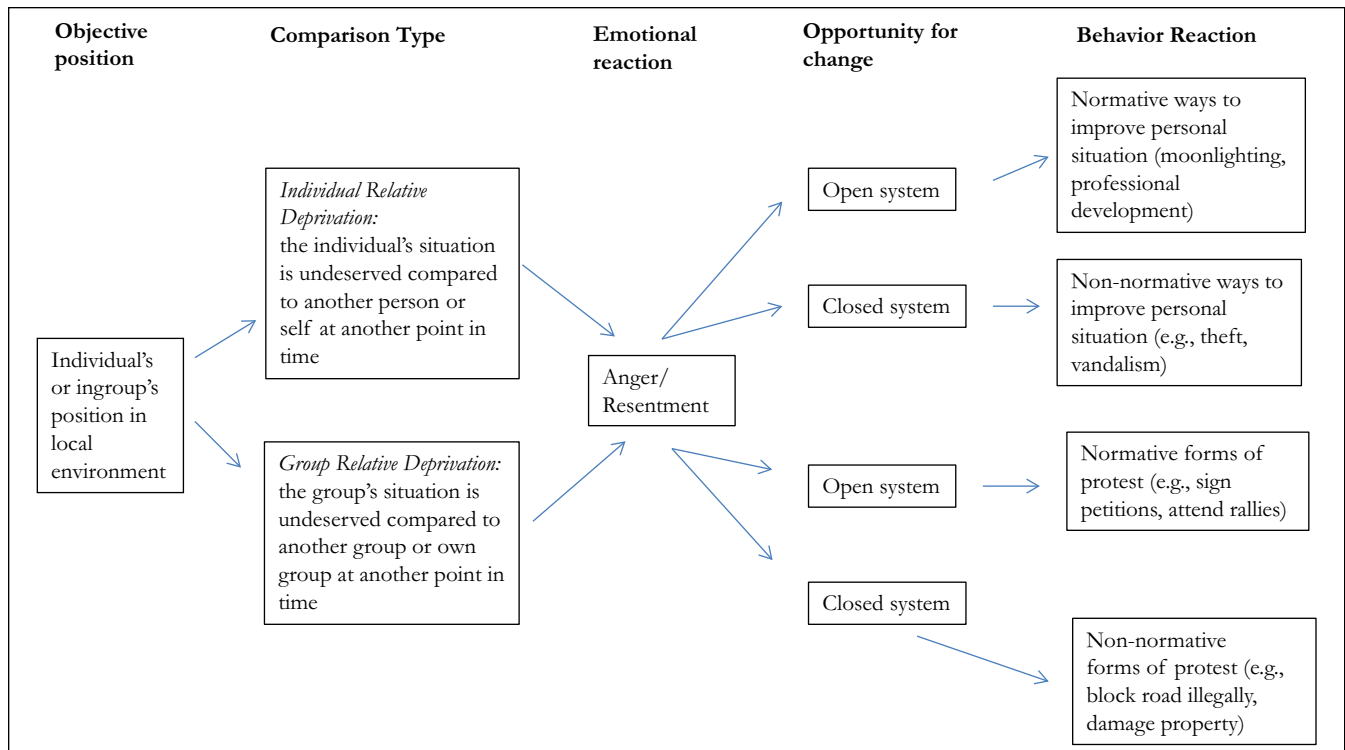 Objective
position
Comparison Type
Emotional
reaction
Opportunity for
change
Behavior Reaction
Individual's
or ingroup's
position in
local
environment
Individual Relative
Deprivation:
the individual's situation
is undeserved compared
to another person or
self at another point in
time
Group Relative Deprivation:
the group's situation is
undeserved compared to
another group or own
group at another point in
time
Anger/
Resentment
Open system
Closed system
Open system
Closed system
Normative ways to
improve personal
situation (moonlighting,
professional
development)
Non-normative ways to
improve personal
situation (e.g., theft,
vandalism)
Normative forms of
protest (e.g., sign
petitions, attend rallies)
Non-normative
forms of protest (e.g.,
block road illegally,
damage property)